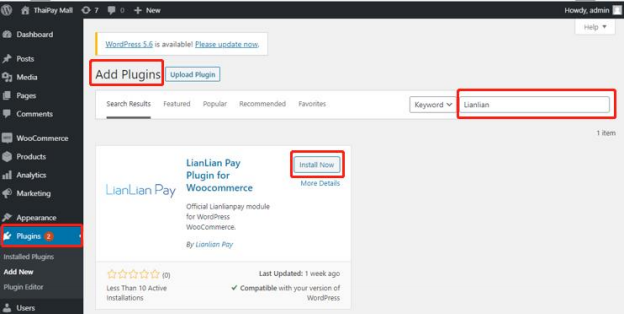 ThaiPay Mall 7 0 + New Howdy, admin
Help ▼
Dashboard
Posts
Media
Pages
Comments
WooCommerce
Products
Analytics
Marketing
Appearance
Plugins 2
Installed Plugins
Add New
Plugin Editor
Users
WordPress 5.6 is available! Please update now.
Add Plugins Upload Plugin
Search Results Featured Popular Recommended Favorites Keyword Lianlian
1 item
LianLian Pay
LianLian Pay
Plugin for
Woocommerce
Install Now
More Details
Official Lianlianpay module
for WordPress
WooCommerce.
By Lianlian Pay
(0)
Less Than 10 Active
Installations
Last Updated: 1 week ago
✓ Compatible with your version of
WordPress